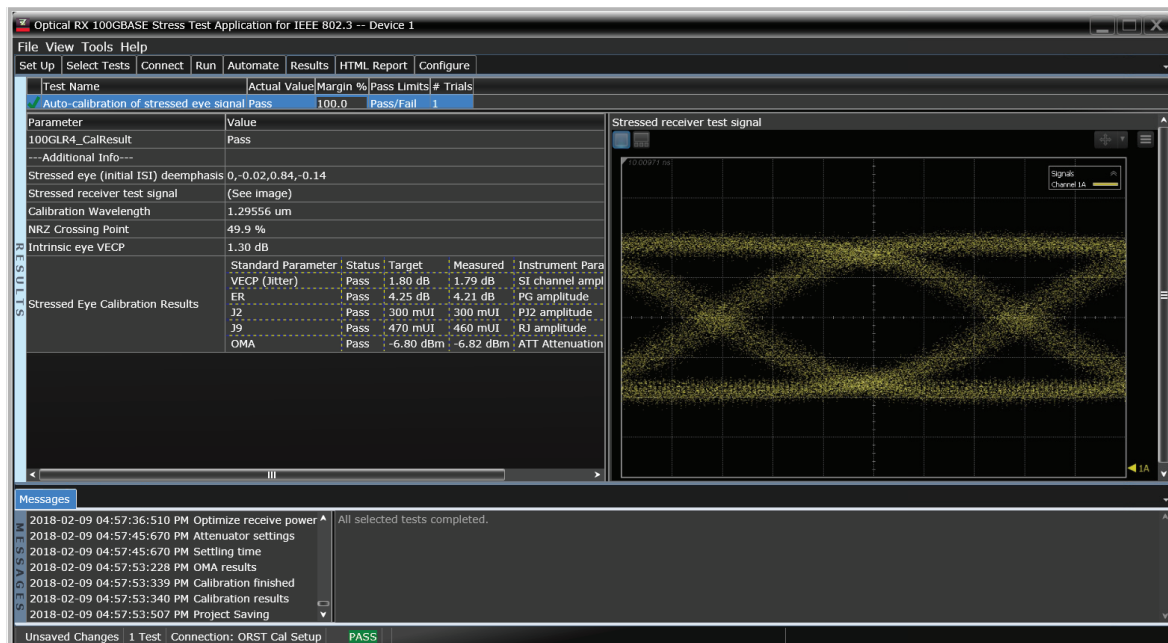 Optical RX 100GBASE Stress Test Application for IEEE 802.3 -- Device 1
File View Tools Help
Set Up Select Tests Connect Run Automate Results HTML Report Configure
Test Name Actual Value Margin % Pass Limits # Trials
Auto-calibration of stressed eye signal Pass 100.0 Pass/Fail 1
RESULTS
Parameter Value
100GLR4_CalResult Pass
---Additional Info---
Stressed eye (initial ISI) deemphasis 0,-0.02,0.84,-0.14
Stressed receiver test signal (See image)
Calibration Wavelength 1.29556 um
NRZ Crossing Point 49.9 %
Intrinsic eye VECP 1.30 dB
Stressed Eye Calibration Results
Standard Parameter Status Target Measured Instrument Para
VECP (Jitter) Pass 1.80 dB 1.79 dB SI channel ampl
ER Pass 4.25 dB 4.21 dB PG amplitude
J2 Pass 300 mUI 300 mUI PJ2 amplitude
J9 Pass 470 mUI 460 mUI RJ amplitude
OMA Pass -6.80 dBm -6.82 dBm ATT Attenuation
Stressed receiver test signal
10.00971 ns
Signals
Channel 1A
1A
Messages
MESSAGES
2018-02-09 04:57:36:510 PM Optimize receive power
2018-02-09 04:57:45:670 PM Attenuator settings
2018-02-09 04:57:45:670 PM Settling time
2018-02-09 04:57:53:228 PM OMA results
2018-02-09 04:57:53:339 PM Calibration finished
2018-02-09 04:57:53:340 PM Calibration results
2018-02-09 04:57:53:507 PM Project Saving
All selected tests completed.
Unsaved Changes 1 Test Connection: ORST Cal Setup PASS